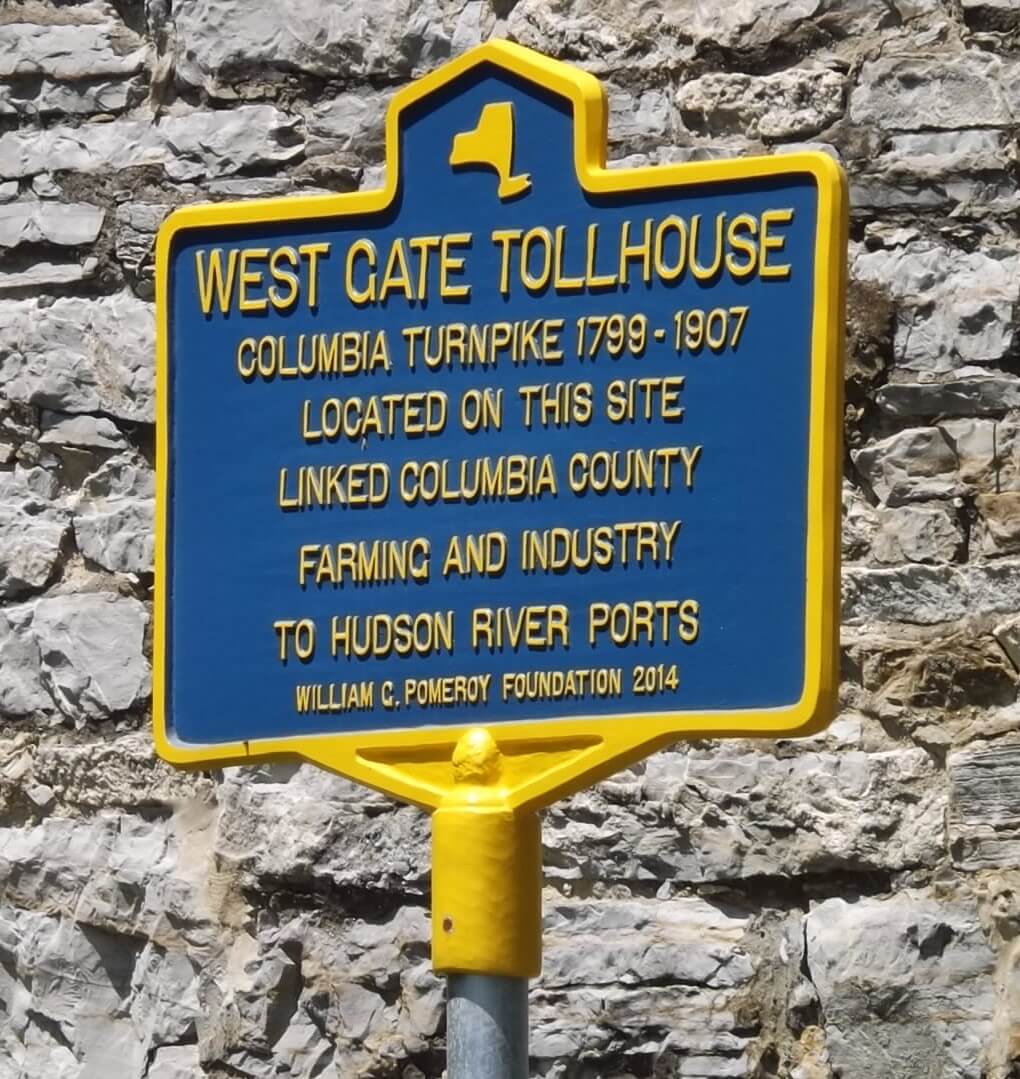 WEST GATE TOLLHOUSE
COLUMBIA TURNPIKE 1799-1907
LOCATED ON THIS SITE
LINKED COLUMBIA COUNTY
FARMING AND INDUSTRY
TO HUDSON RIVER PORTS
WILLIAM G. POMEROY FOUNDATION 2014